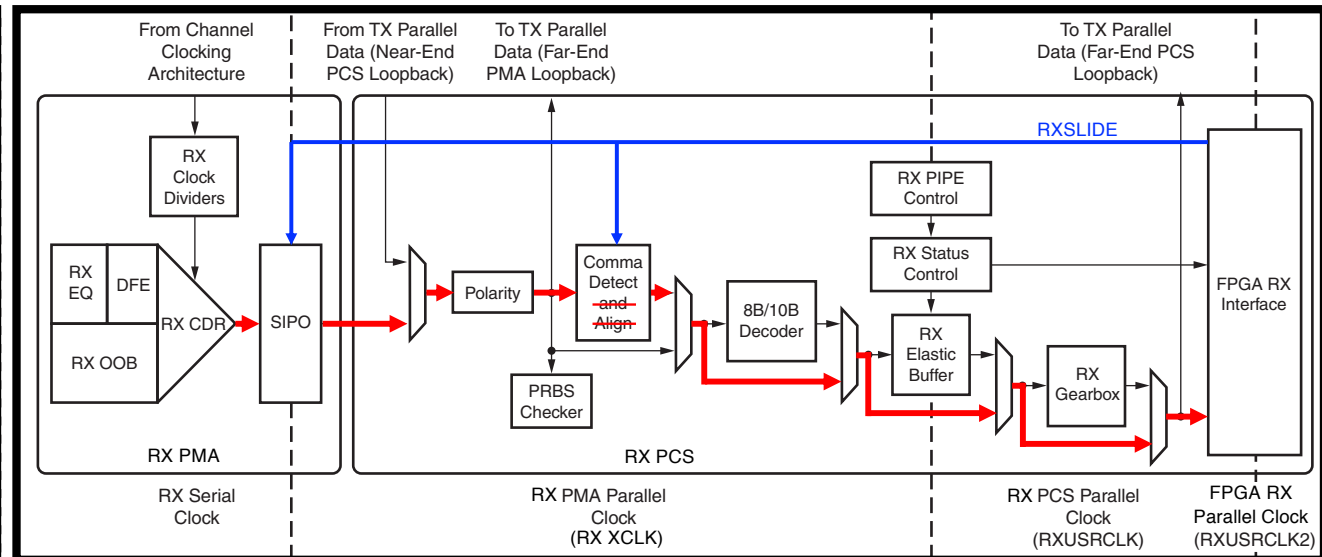 From Channel
Clocking
Architecture
From TX Parallel
Data (Near-End
PCS Loopback)
To TX Parallel
Data (Far-End
PMA Loopback)
To TX Parallel
Data (Far-End PCS
Loopback)
RXSLIDE
RX
Clock
Dividers
RX PIPE
Control
RX
EQ
DFE
RX CDR
RX OOB
SIPO
Polarity
Comma
Detect
and
Align
RX Status
Control
FPGA RX
Interface
8B/10B
Decoder
RX
Elastic
Buffer
PRBS
Checker
RX
Gearbox
RX PMA
RX PCS
RX Serial
Clock
RX PMA Parallel
Clock
(RX XCLK)
RX PCS Parallel
Clock
(RXUSRCLK)
FPGA RX
Parallel Clock
(RXUSRCLK2)